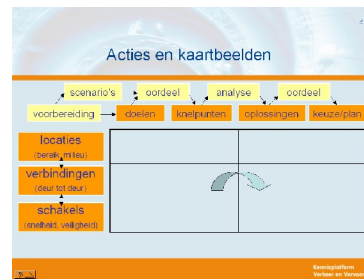 Acties en kaartbeelden
scenario's oordeel analyse oordeel
voorbereiding doelen knelpunten oplossingen keuze/plan
locaties
(bereik, milieu)
verbindingen
(deur tot deur)
schakels
(snelheid, veiligheid)
Kennisplatform
Verkeer en Vervoer